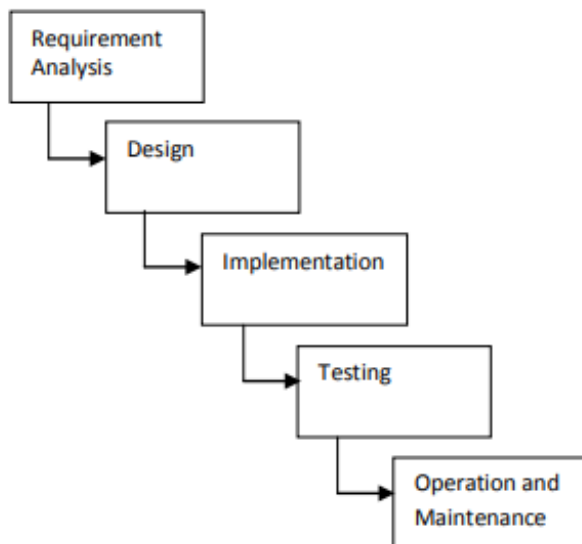 Requirement
Analysis
Design
Implementation
Testing
Operation and
Maintenance